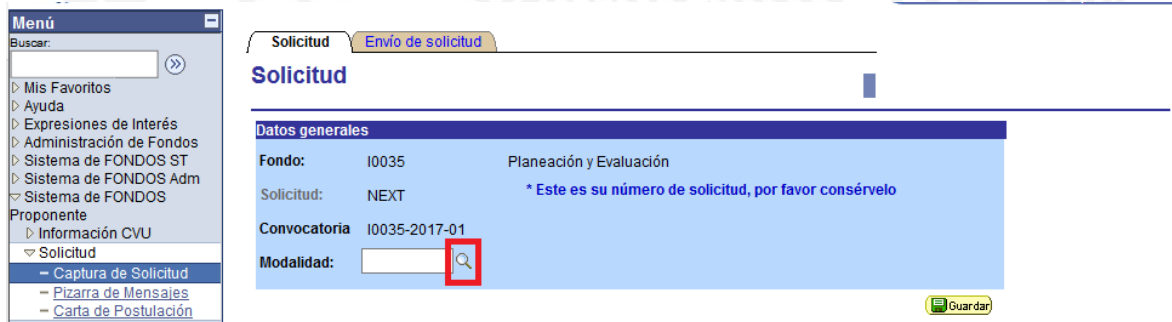 Menú
Buscar:
Mis Favoritos
Ayuda
Expresiones de Interés
Administración de Fondos
Sistema de FONDOS ST
Sistema de FONDOS Adm
Sistema de FONDOS
Proponente
Información CVU
Solicitud
Captura de Solicitud
Pizarra de Mensajes
Carta de Postulación
Solicitud Envío de solicitud
Solicitud
Datos generales
Fondo: I0035 Planeación y Evaluación
Solicitud: NEXT * Este es su número de solicitud, por favor consérvelo
Convocatoria I0035-2017-01
Modalidad:
Guardar